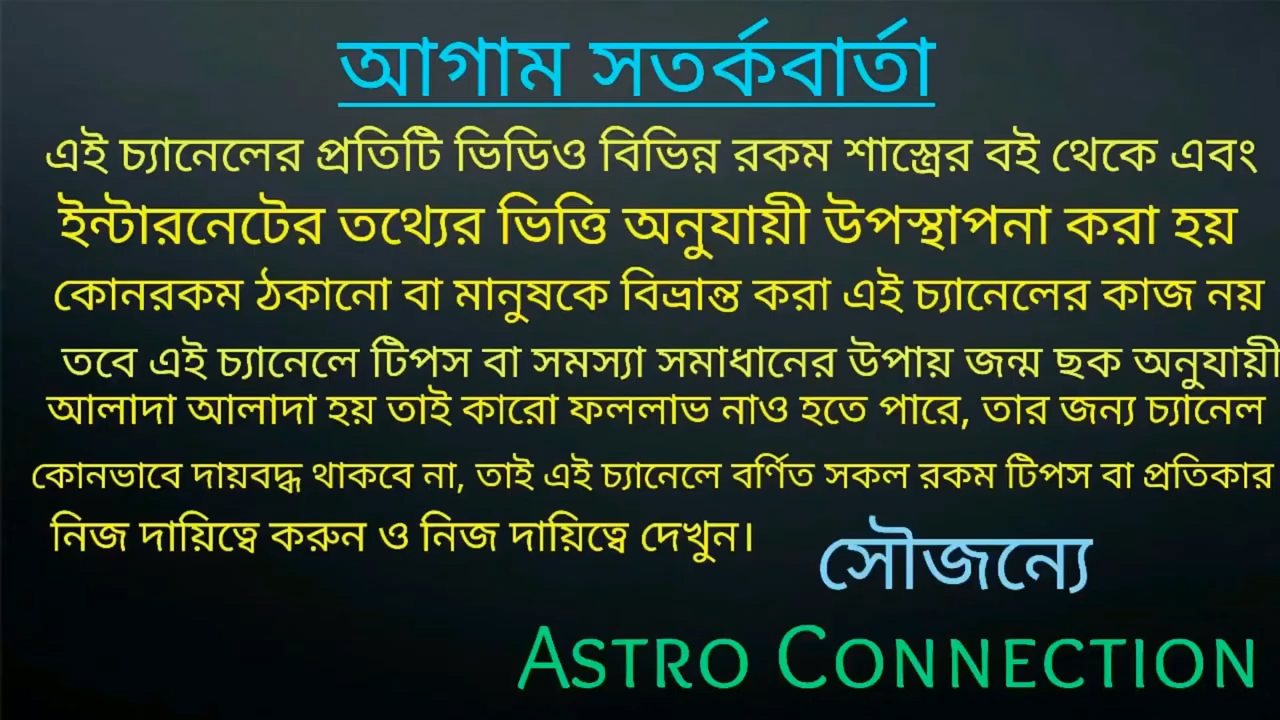 আগাম সতর্কবার্তা
এই চ্যানেলের প্রতিটি ভিডিও বিভিন্ন রকম শাস্ত্রের বই থেকে এবং
ইন্টারনেটের তথ্যের ভিত্তি অনুযায়ী উপস্থাপনা করা হয়
কোনরকম ঠকানো বা মানুষকে বিভ্রান্ত করা এই চ্যানেলের কাজ নয়
তবে এই চ্যানেলে টিপস বা সমস্যা সমাধানের উপায় জন্ম ছক অনুযায়ী
আলাদা আলাদা হয় তাই কারো ফললাভ নাও হতে পারে, তার জন্য চ্যানেল
কোনভাবে দায়বদ্ধ থাকবে না, তাই এই চ্যানেলে বর্ণিত সকল রকম টিপস বা প্রতিকার
নিজ দায়িত্বে করুন ও নিজ দায়িত্বে দেখুন।
সৌজন্যে
ASTRO CONNECTION